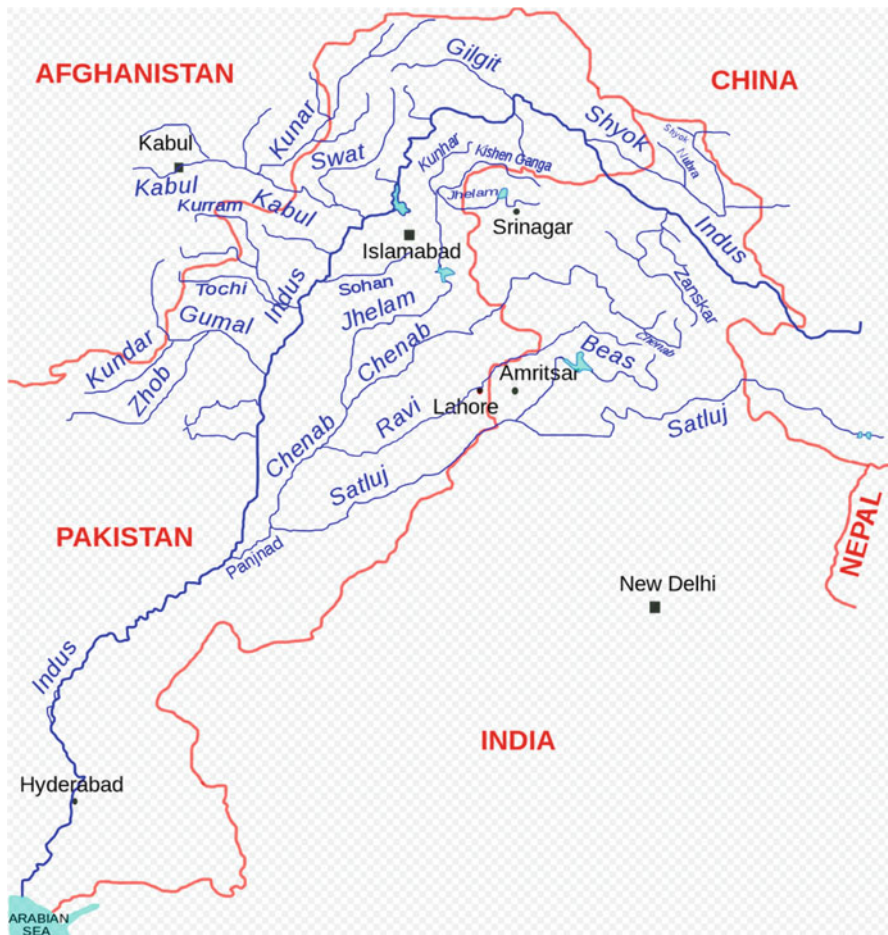 Gilgit
AFGHANISTAN
CHINA
Kunar
Shyok
Shyok
Kabul
Swat
Kunhar
Kishen Ganga
Nubra
Kabul
Kabul
Jhelam
Kurram
Srinagar
Indus
Islamabad
Sohan
Tochi
Indus
Zanskar
Gumal
Jhelam
Chenab
Chenab
Beas
Kundar
Zhob
Amritsar
Lahore
Ravi
Satluj
Chenab
Satluj
PAKISTAN
Panjnad
NEPAL
New Delhi
Indus
INDIA
Hyderabad
ARABIAN
SEA